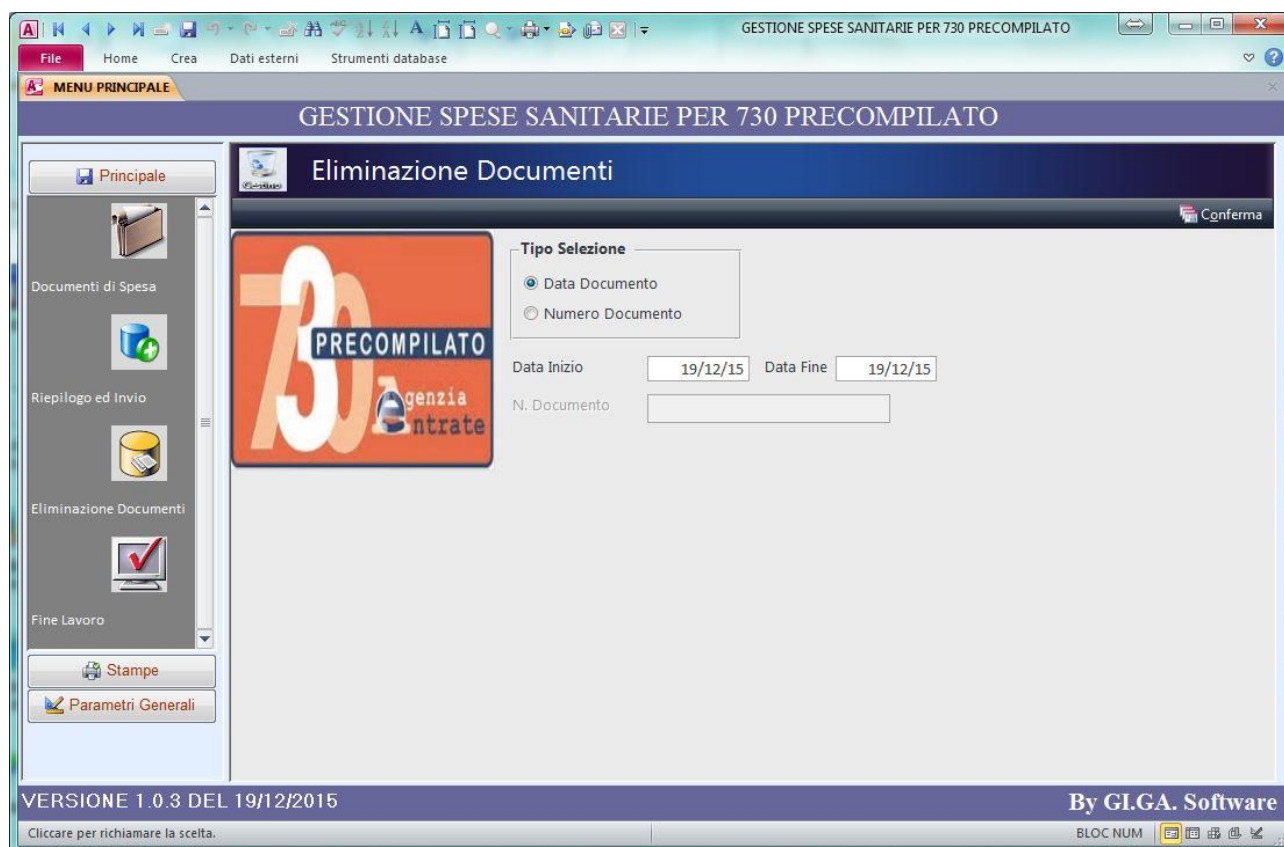 GESTIONE SPESE SANITARIE PER 730 PRECOMPILATO
File Home Crea Dati esterni Strumenti database
MENU PRINCIPALE
GESTIONE SPESE SANITARIE PER 730 PRECOMPILATO
Principale
Eliminazione Documenti
Conferma
Documenti di Spesa
Riepilogo ed Invio
Eliminazione Documenti
Fine Lavoro
Stampe
Parametri Generali
730
PRECOMPILATO
Agenzia
Entrate
Tipo Selezione
Data Documento
Numero Documento
Data Inizio 19/12/15 Data Fine 19/12/15
N. Documento
VERSIONE 1.0.3 DEL 19/12/2015
By GI.GA. Software
Cliccare per richiamare la scelta.
BLOC NUM